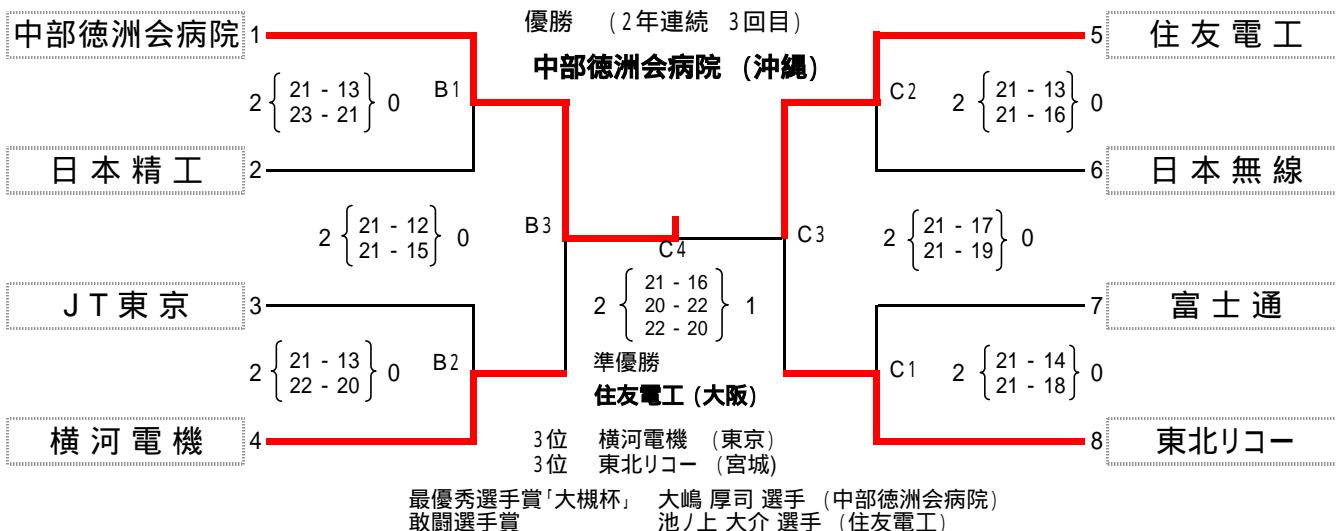 優勝 （2年連続 3回目）
中部徳洲会病院 （沖縄）
中部徳洲会病院 1
2 { 21 - 13 } 0
23 - 21
B1
日本精工 2
2 { 21 - 12 } 0
21 - 15
B3
JT東京 3
2 { 21 - 13 } 0
22 - 20
B2
横河電機 4
C4
21 - 16
2 { 20 - 22 } 1
22 - 20
準優勝
住友電工 （大阪）
5 住友電工
C2
2 { 21 - 13 } 0
21 - 16
6 日本無線
C3
2 { 21 - 17 } 0
21 - 19
7 富士通
C1
2 { 21 - 14 } 0
21 - 18
8 東北リコー
3位 横河電機 （東京）
3位 東北リコー （宮城）
最優秀選手賞「大槻杯」 大嶋 厚司 選手 （中部徳洲会病院）
敢闘選手賞 池ノ上 大介 選手 （住友電工）